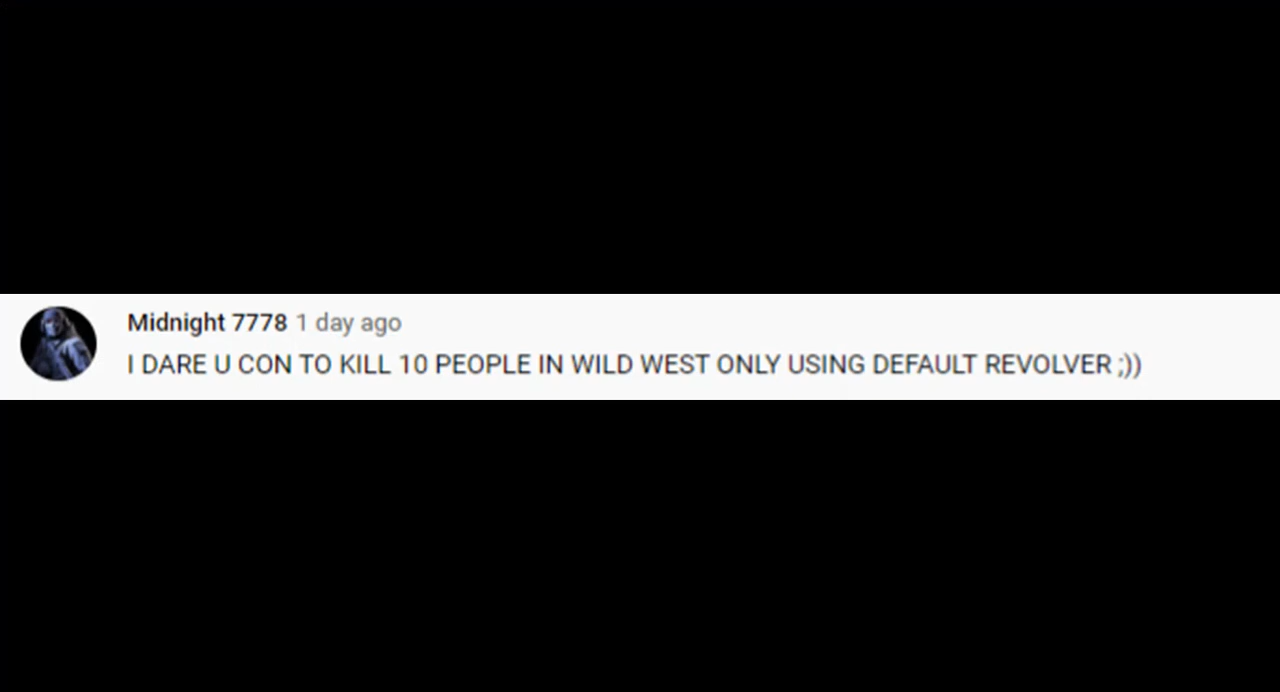 Midnight 7778 1 day ago
I DARE U CON TO KILL 10 PEOPLE IN WILD WEST ONLY USING DEFAULT REVOLVER ;))